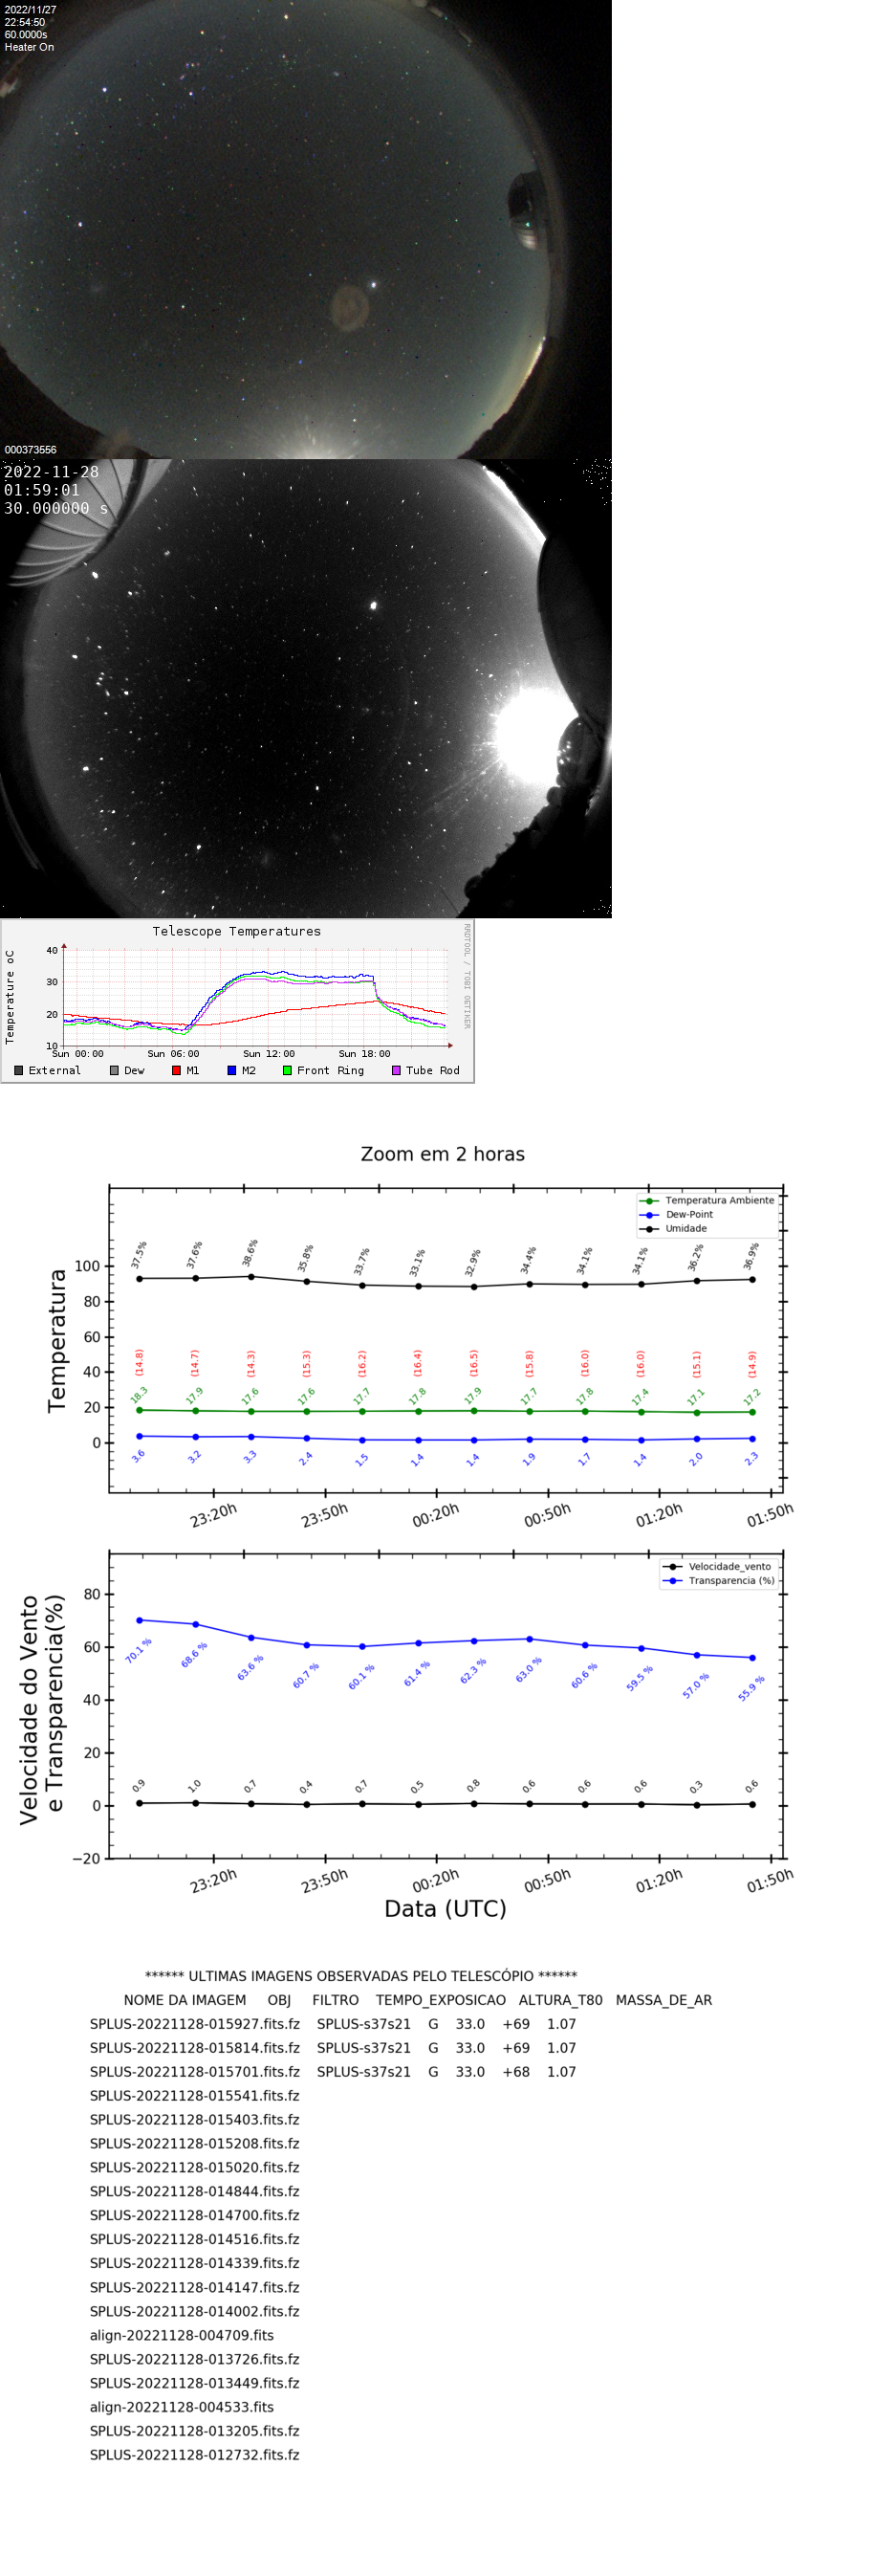 2022/11/27
22:54:50
60.0000s
Heater On
000373556
2022-11-28
01:59:01
30.000000 s
Telescope Temperatures
RRDTOOL / TOBI OETIKER
Temperature oC
40
30
20
10
Sun 00:00 Sun 06:00 Sun 12:00 Sun 18:00
External Dew M1 M2 Front Ring Tube Rod
Zoom em 2 horas
Temperatura Ambiente
Dew-Point
Umidade
Temperatura
100
80
60
40
20
0
37.5% 37.6% 38.6% 35.8% 33.7% 33.1% 32.9% 34.4% 34.1% 34.1% 36.2% 36.9%
(14.8) (14.7) (14.3) (15.3) (16.2) (16.4) (16.5) (15.8) (16.0) (16.0) (15.1) (14.9)
18.3 17.9 17.6 17.6 17.7 17.8 17.9 17.7 17.8 17.4 17.1 17.2
3.6 3.2 3.3 2.4 1.5 1.4 1.4 1.9 1.7 1.4 2.0 2.3
23:20h 23:50h 00:20h 00:50h 01:20h 01:50h
Velocidade_vento
Transparencia (%)
Velocidade do Vento
e Transparencia(%)
80
60
40
20
0
−20
70.1 % 68.6 % 63.6 % 60.7 % 60.1 % 61.4 % 62.3 % 63.0 % 60.6 % 59.5 % 57.0 % 55.9 %
0.9 1.0 0.7 0.4 0.7 0.5 0.8 0.6 0.6 0.6 0.3 0.6
23:20h 23:50h 00:20h 00:50h 01:20h 01:50h
Data (UTC)
****** ULTIMAS IMAGENS OBSERVADAS PELO TELESCÓPIO ******
NOME DA IMAGEM OBJ FILTRO TEMPO_EXPOSICAO ALTURA_T80 MASSA_DE_AR
SPLUS-20221128-015927.fits.fz SPLUS-s37s21 G 33.0 +69 1.07
SPLUS-20221128-015814.fits.fz SPLUS-s37s21 G 33.0 +69 1.07
SPLUS-20221128-015701.fits.fz SPLUS-s37s21 G 33.0 +68 1.07
SPLUS-20221128-015541.fits.fz
SPLUS-20221128-015403.fits.fz
SPLUS-20221128-015208.fits.fz
SPLUS-20221128-015020.fits.fz
SPLUS-20221128-014844.fits.fz
SPLUS-20221128-014700.fits.fz
SPLUS-20221128-014516.fits.fz
SPLUS-20221128-014339.fits.fz
SPLUS-20221128-014147.fits.fz
SPLUS-20221128-014002.fits.fz
align-20221128-004709.fits
SPLUS-20221128-013726.fits.fz
SPLUS-20221128-013449.fits.fz
align-20221128-004533.fits
SPLUS-20221128-013205.fits.fz
SPLUS-20221128-012732.fits.fz